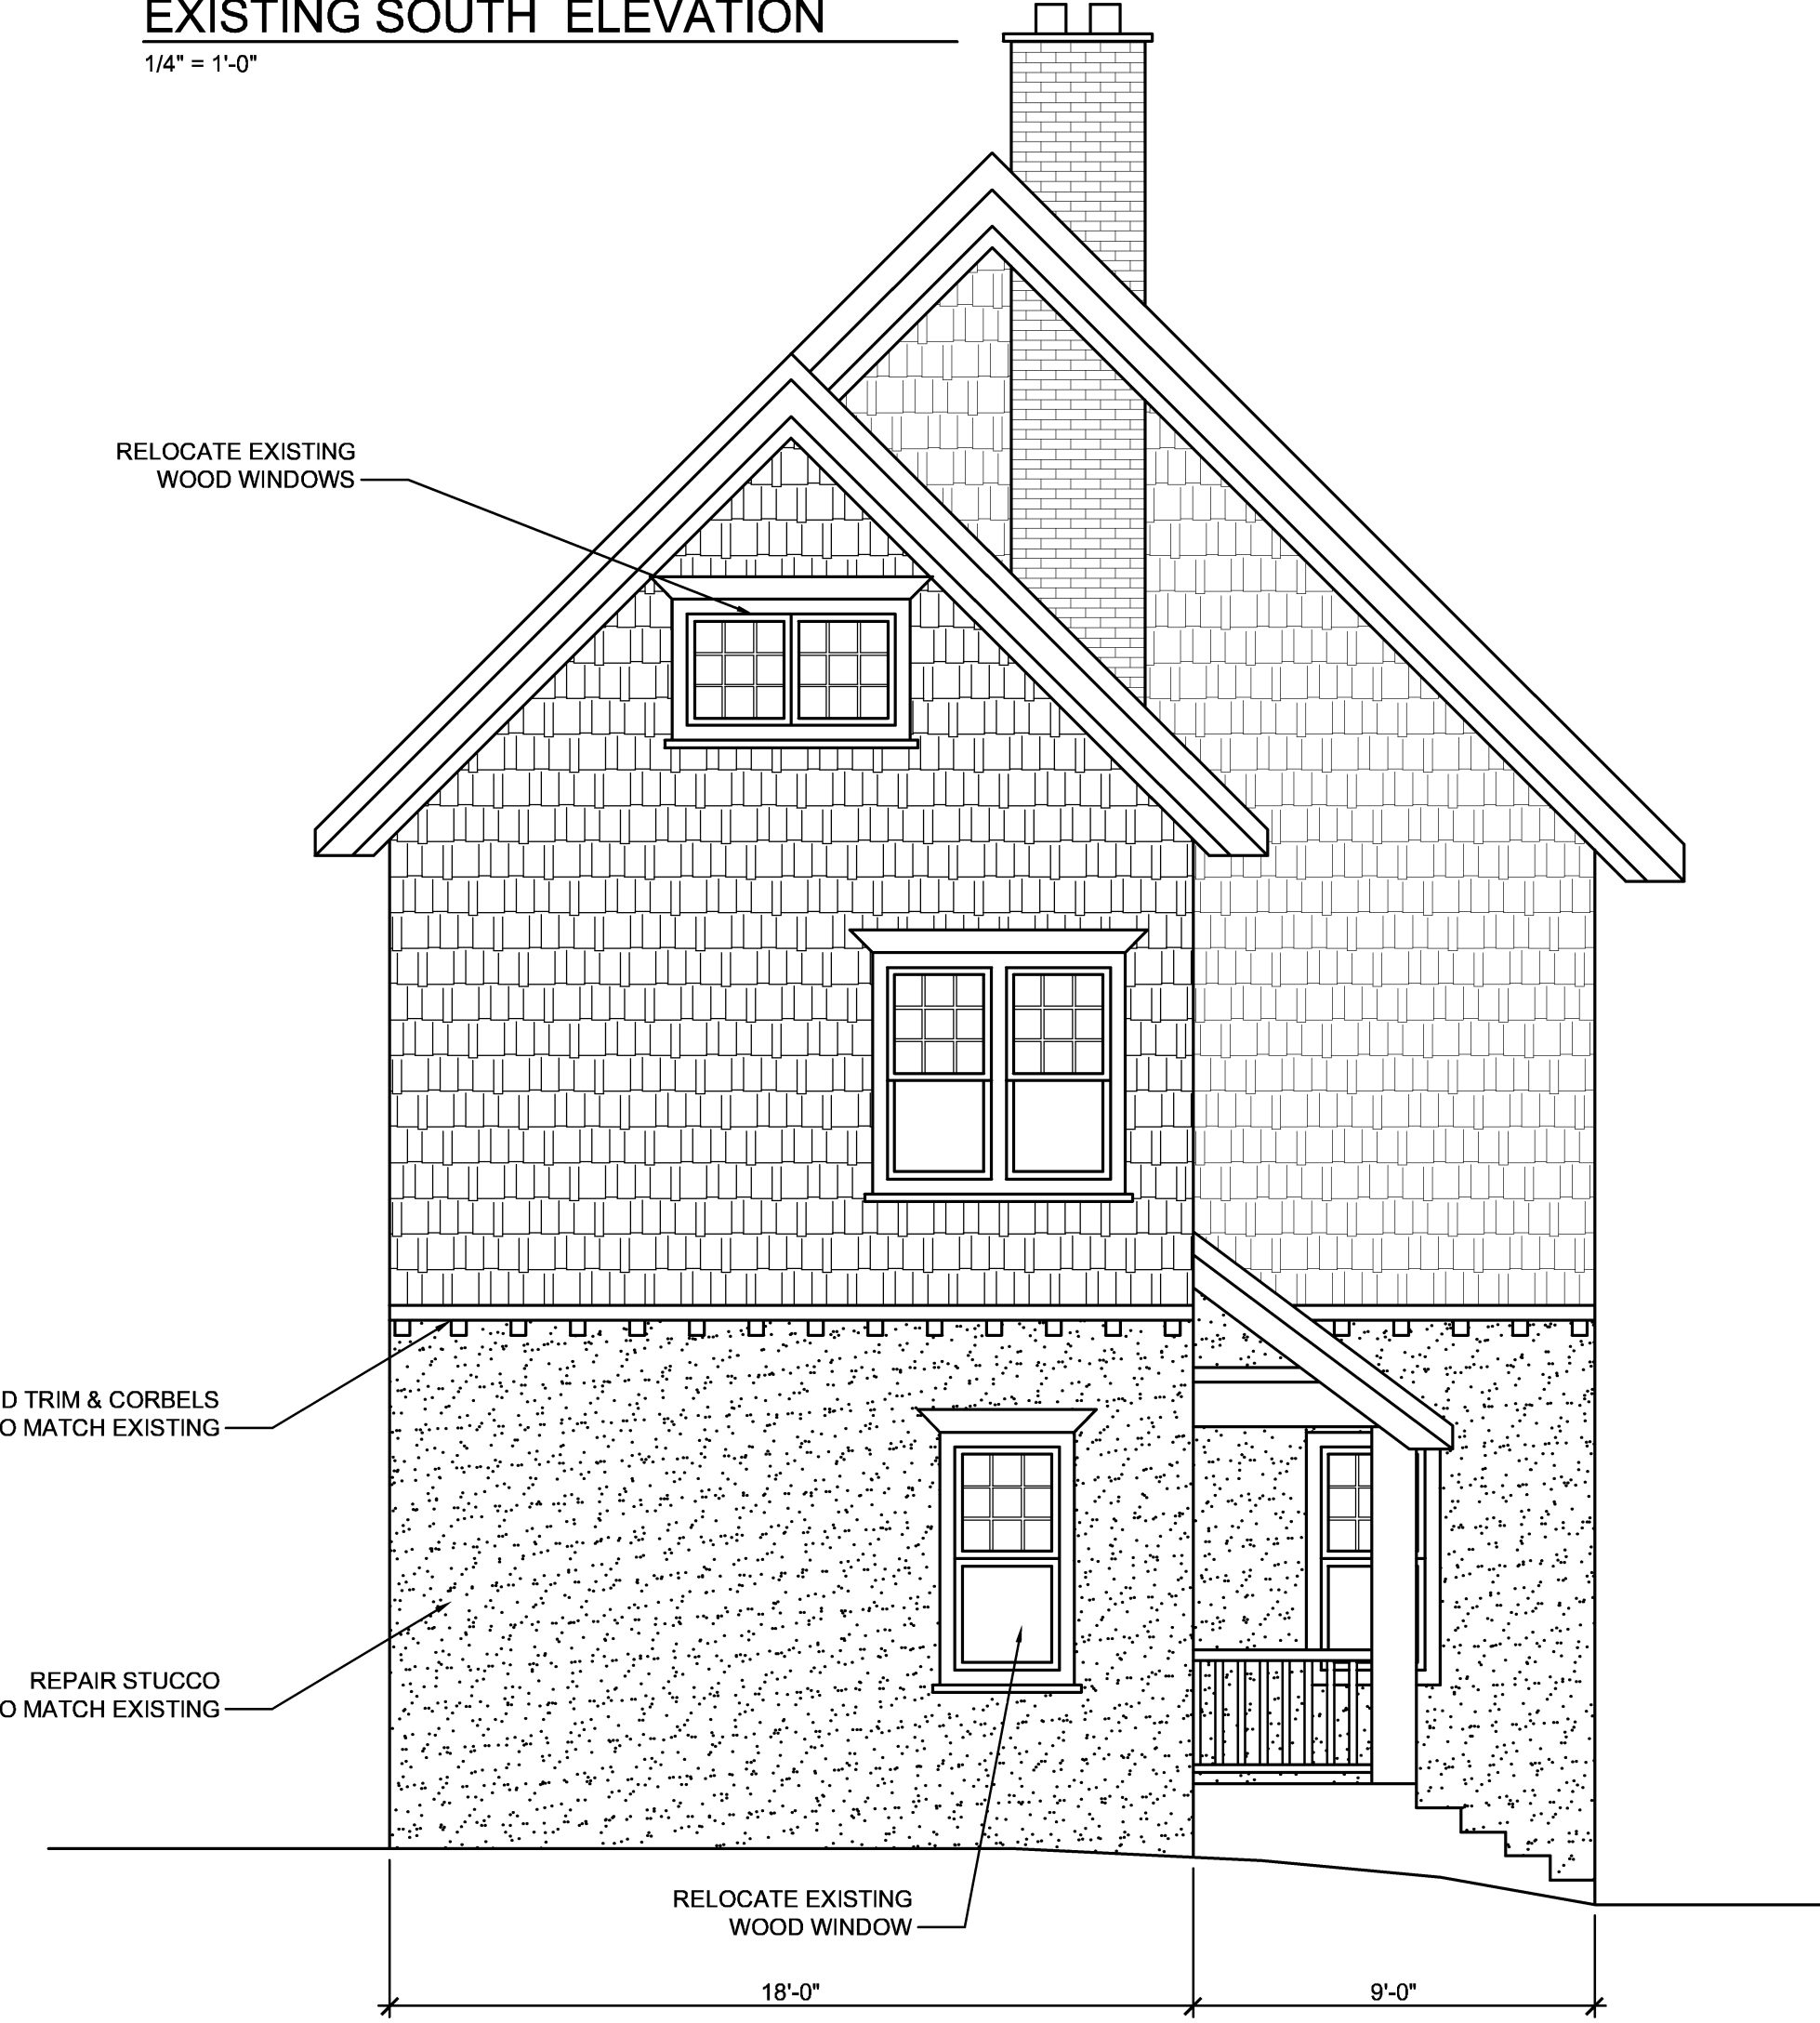 EXISTING SOUTH ELEVATION
1/4" = 1'-0"
RELOCATE EXISTING
WOOD WINDOWS
TRIM & CORBELS
MATCH EXISTING
REPAIR STUCCO
MATCH EXISTING
RELOCATE EXISTING
WOOD WINDOW
18'-0"
9'-0"